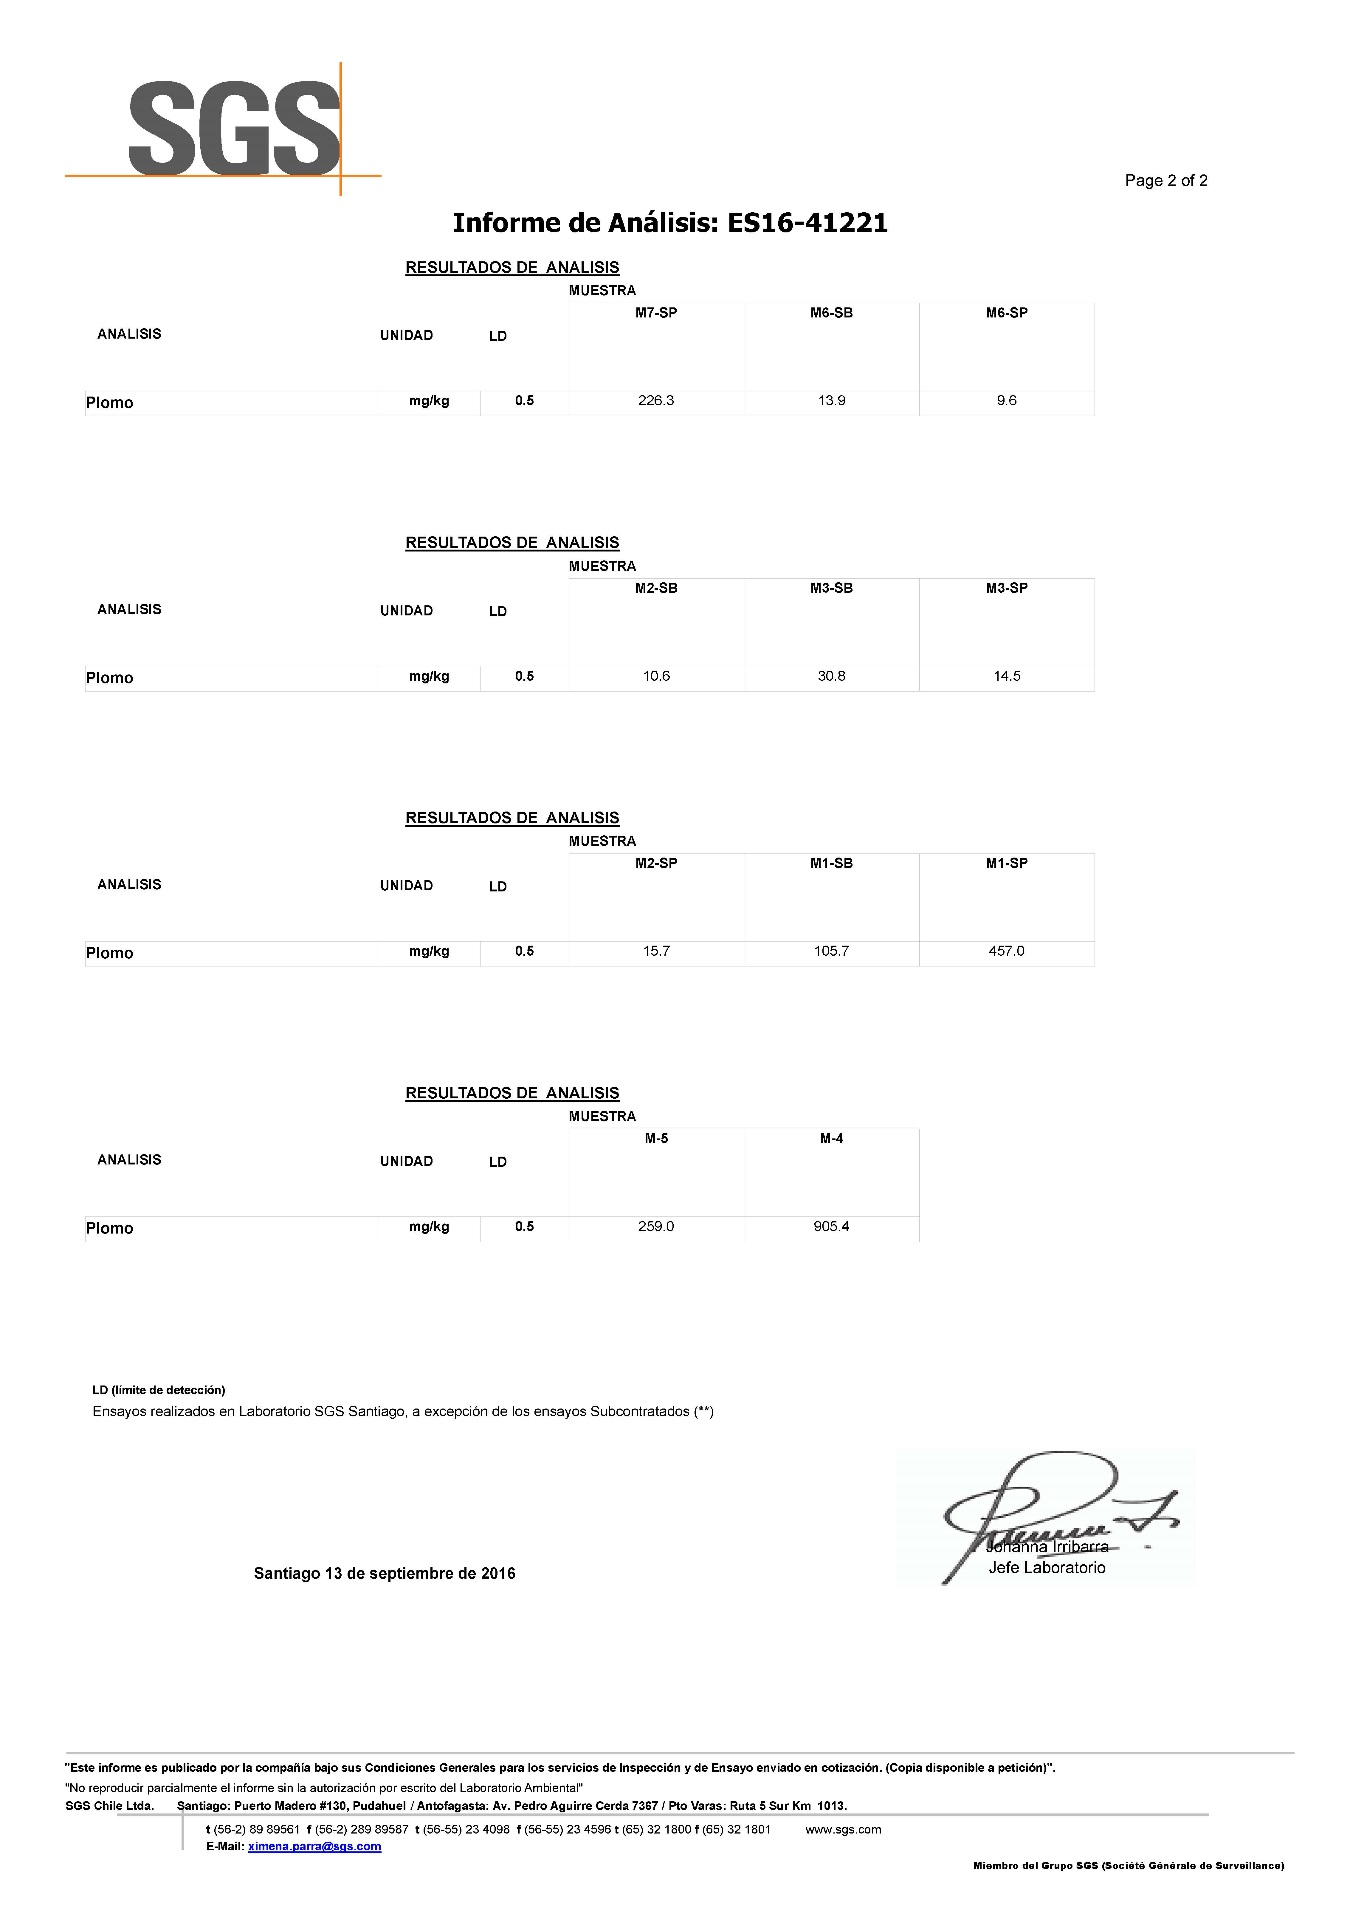 SGS
Page 2 of 2
Informe de Análisis: ES16-41221
RESULTADOS DE ANALISIS
MUESTRA
M7-SP M6-SB M6-SP
ANALISIS UNIDAD LD
Plomo mg/kg 0.5 226.3 13.9 9.6
RESULTADOS DE ANALISIS
MUESTRA
M2-SB M3-SB M3-SP
ANALISIS UNIDAD LD
Plomo mg/kg 0.5 10.6 30.8 14.5
RESULTADOS DE ANALISIS
MUESTRA
M2-SP M1-SB M1-SP
ANALISIS UNIDAD LD
Plomo mg/kg 0.5 15.7 105.7 457.0
RESULTADOS DE ANALISIS
MUESTRA
M-5 M-4
ANALISIS UNIDAD LD
Plomo mg/kg 0.5 259.0 905.4
LD (límite de detección)
Ensayos realizados en Laboratorio SGS Santiago, a excepción de los ensayos Subcontratados (**)
Johanna Irribarra
Jefe Laboratorio
Santiago 13 de septiembre de 2016
"Este informe es publicado por la compañía bajo sus Condiciones Generales para los servicios de Inspección y de Ensayo enviado en cotización. (Copia disponible a petición)".
"No reproducir parcialmente el informe sin la autorización por escrito del Laboratorio Ambiental"
SGS Chile Ltda. Santiago: Puerto Madero #130, Pudahuel / Antofagasta: Av. Pedro Aguirre Cerda 7367 / Pto Varas: Ruta 5 Sur Km 1013.
t (56-2) 89 89561 f (56-2) 289 89587 t (56-55) 23 4098 f (56-55) 23 4596 t (65) 32 1800 f (65) 32 1801 www.sgs.com
E-Mail: ximena.parra@sgs.com
Miembro del Grupo SGS (Société Générale de Surveillance)